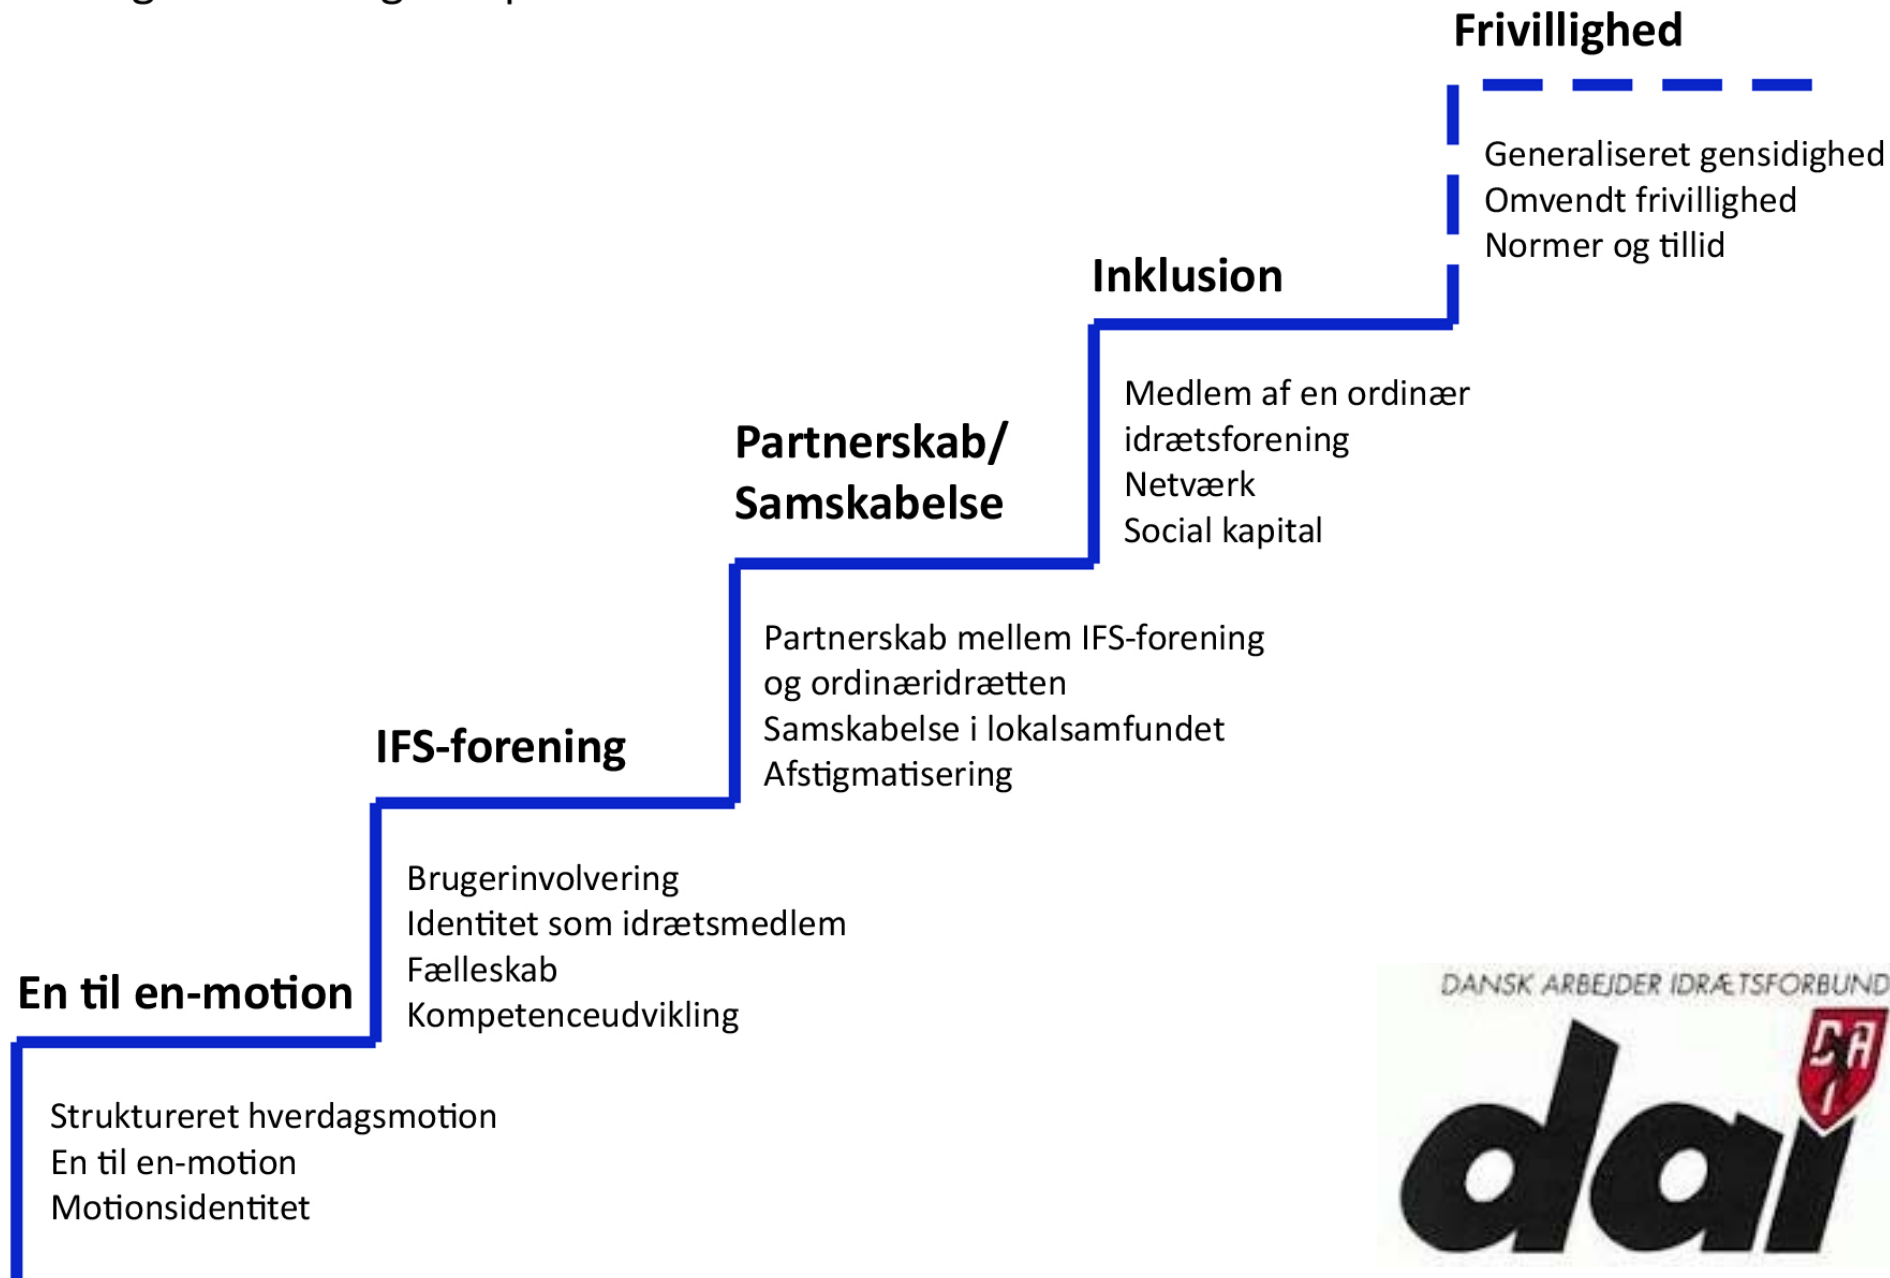 Frivillighed
Generaliseret gensidighed
Omvendt frivillighed
Normer og tillid
Inklusion
Medlem af en ordinær
idrætsforening
Netværk
Social kapital
Partnerskab/
Samskabelse
Partnerskab mellem IFS-forening
og ordinæridrætten
Samskabelse i lokalsamfundet
Afstigmatisering
IFS-forening
Brugerinvolvering
Identitet som idrætsmedlem
Fælleskab
Kompetenceudvikling
En til en-motion
Struktureret hverdagsmotion
En til en-motion
Motionsidentitet
DANSK ARBEJDER IDRÆTSFORBUND
DAI
dai